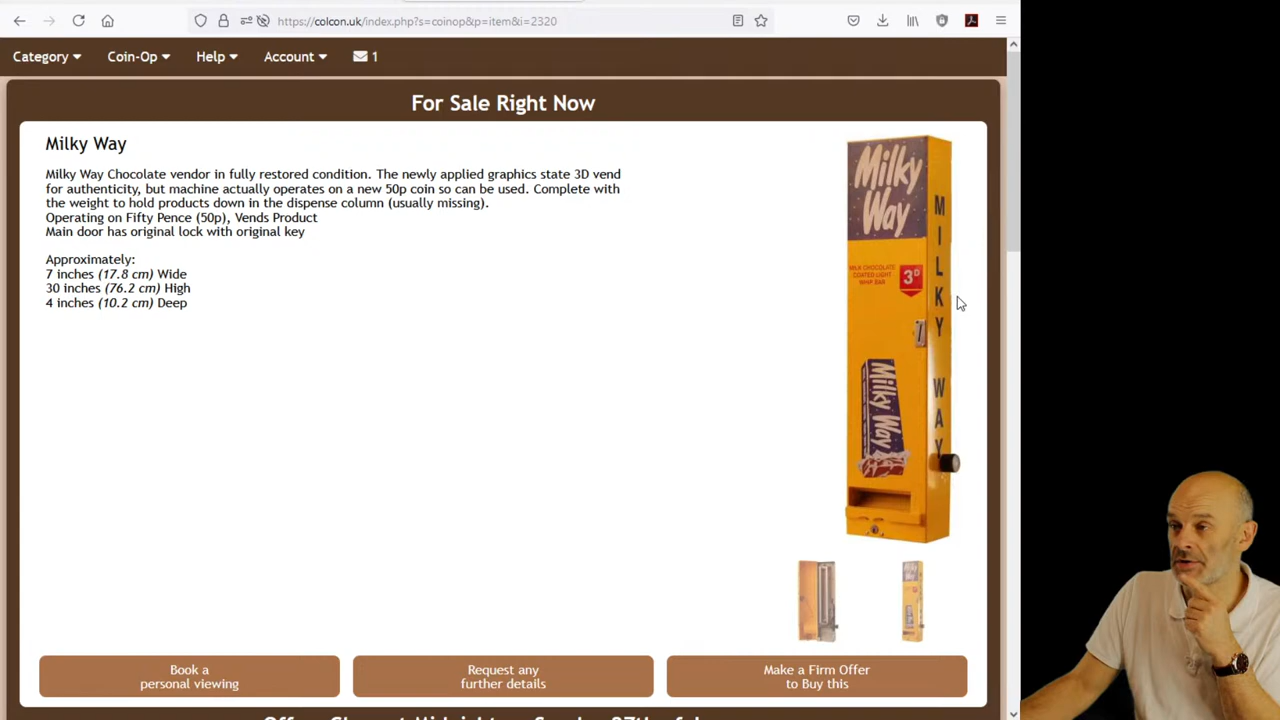 https://colcon.uk/index.php?s=coinop&p=item&i=2320
Category Coin-Op Help Account 1
For Sale Right Now
Milky Way
Milky Way Chocolate vendor in fully restored condition. The newly applied graphics state 3D vend
for authenticity, but machine actually operates on a new 50p coin so can be used. Complete with
the weight to hold products down in the dispense column (usually missing).
Operating on Fifty Pence (50p), Vends Product
Main door has original lock with original key
Approximately:
7 inches (17.8 cm) Wide
30 inches (76.2 cm) High
4 inches (10.2 cm) Deep
Milky
Way
MILK CHOCOLATE
COATED LIGHT
WHIP BAR
3D
MILKY WAY
Milky Way
Book a
personal viewing
Request any
further details
Make a Firm Offer
to Buy this